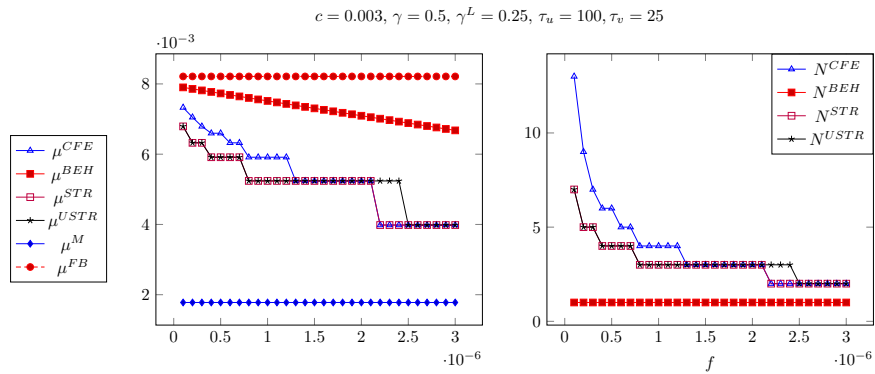 c = 0.003, γ = 0.5, γ^L = 0.25, τ_u = 100, τ_v = 25
·10^−3
8
6
4
2
0
0.5
1
1.5
2
2.5
3
·10^−6
μ^CFE
μ^BEH
μ^STR
μ^USTR
μ^M
μ^FB
10
5
0
0
0.5
1
1.5
2
2.5
3
·10^−6
f
N^CFE
N^BEH
N^STR
N^USTR